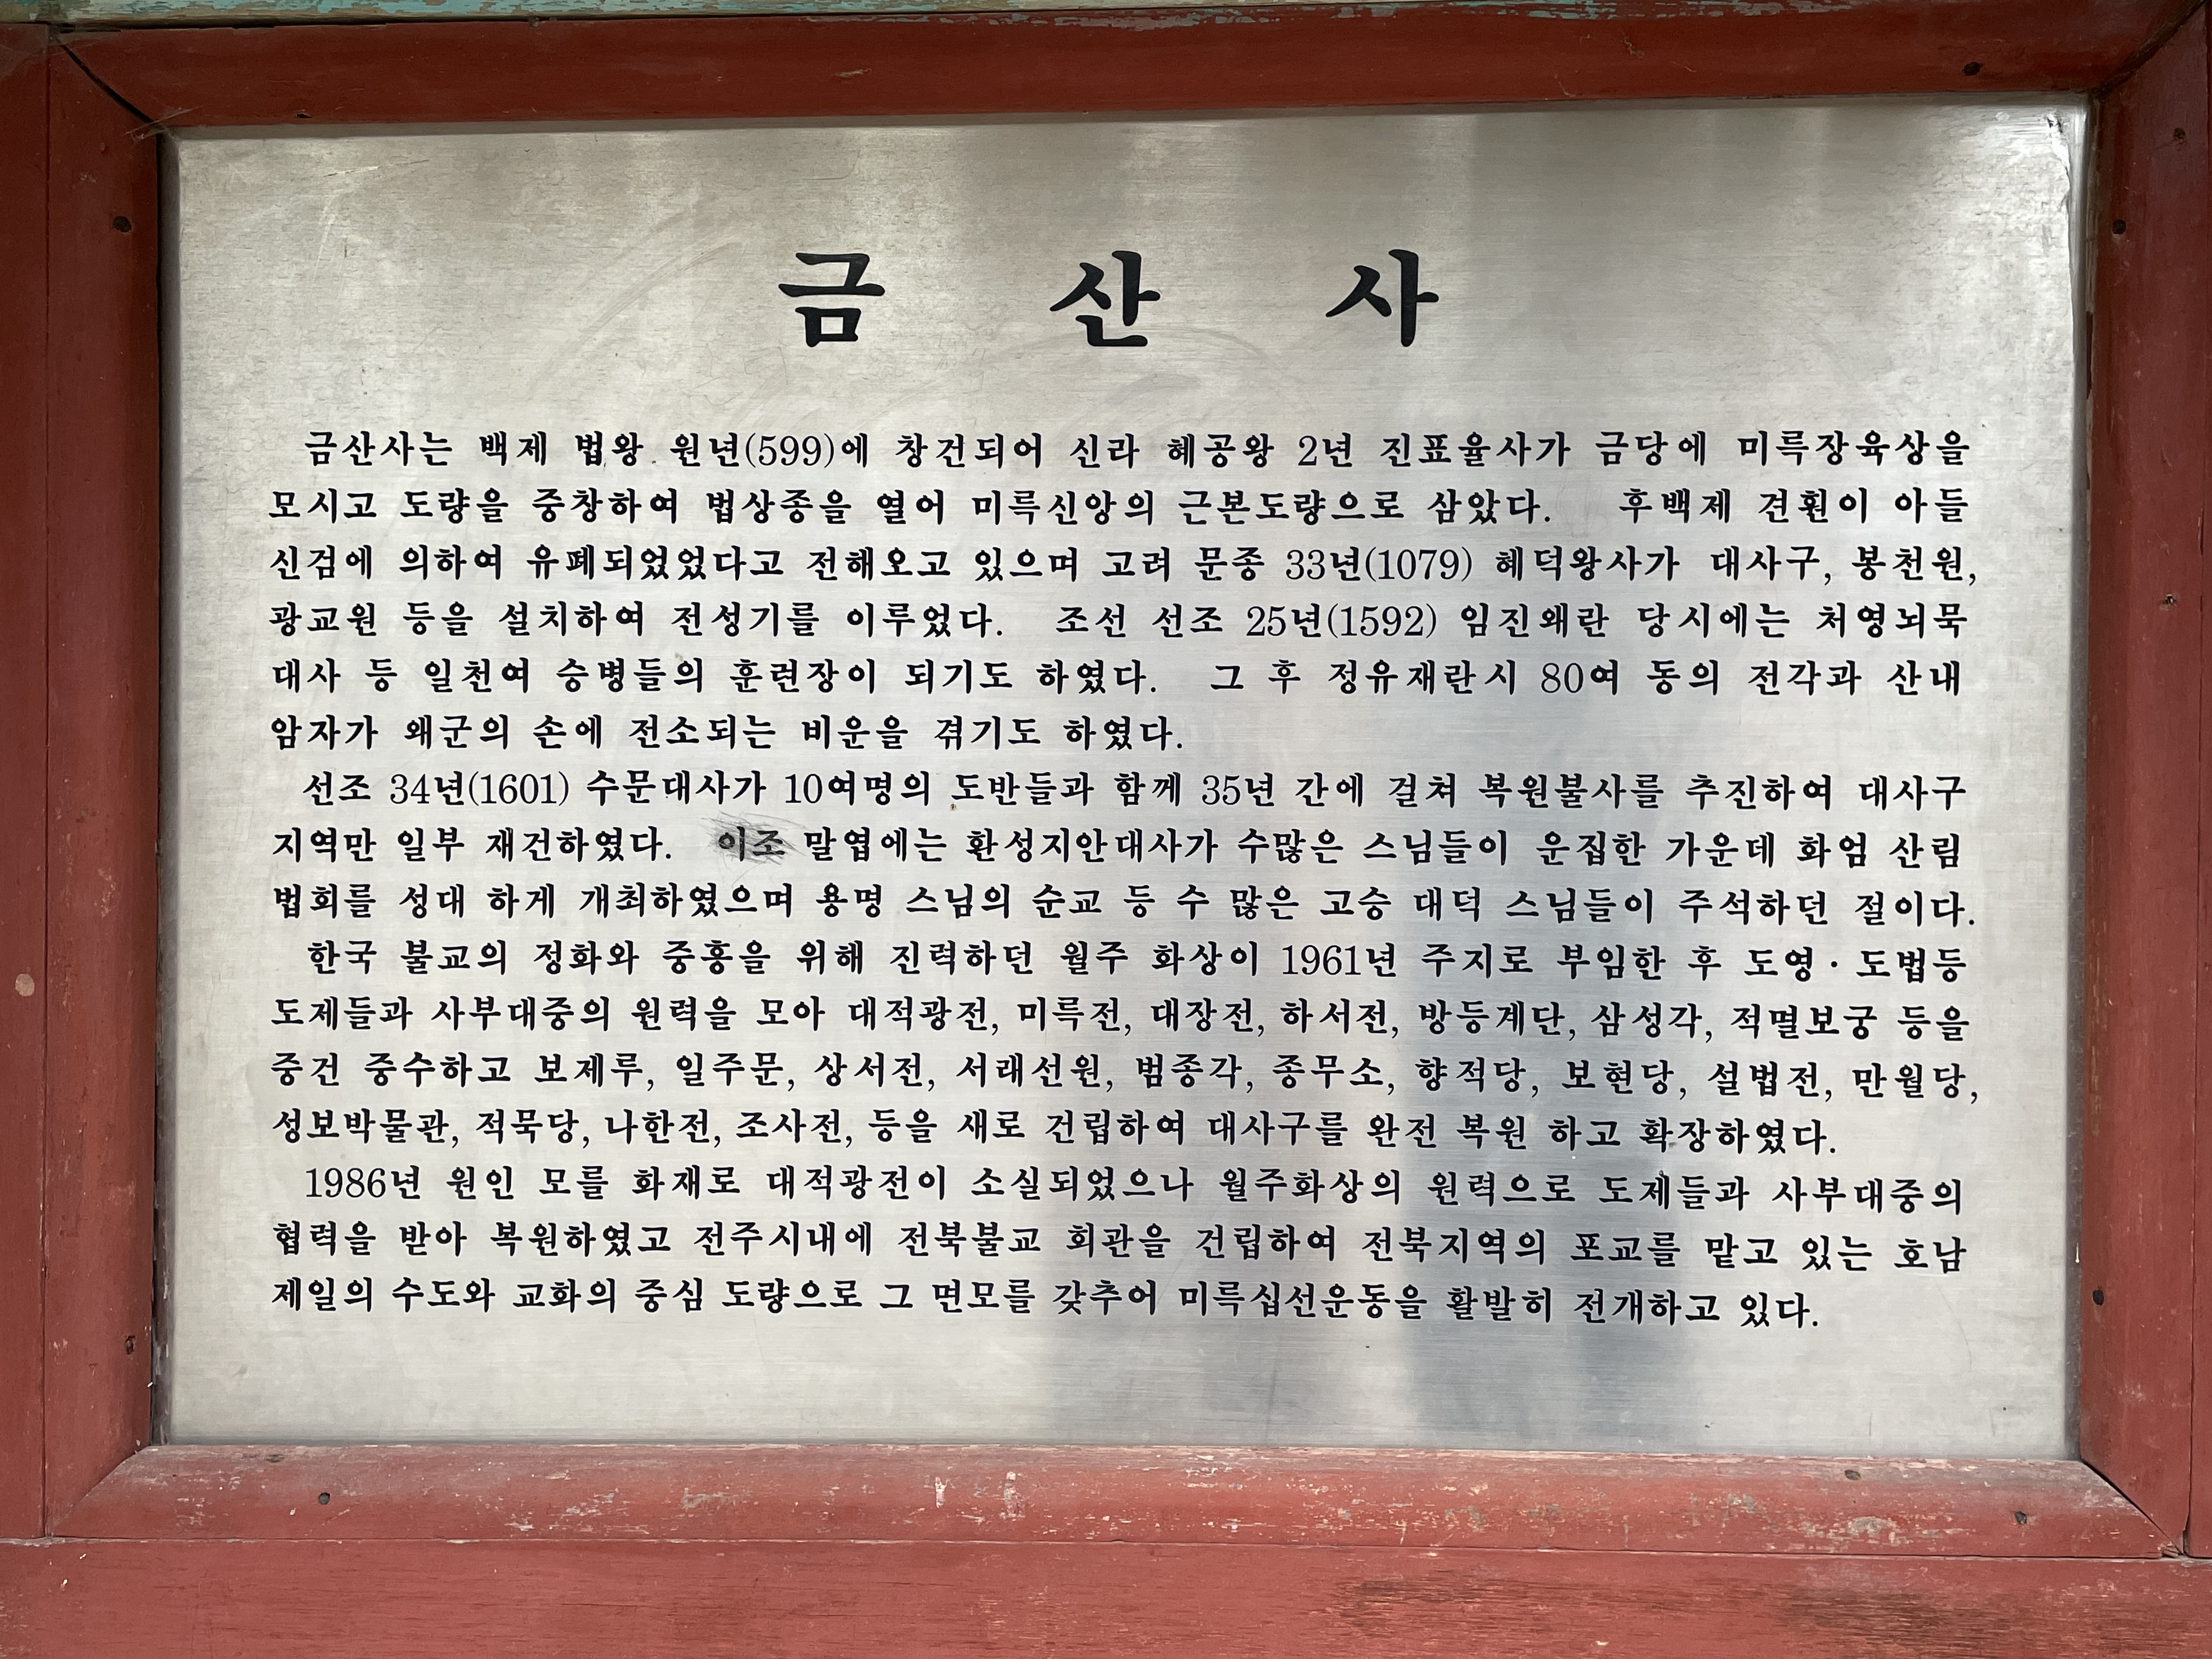 금 산 사
금산사는 백제 법왕 원년(599)에 창건되어 신라 혜공왕 2년 진표율사가 금당에 미륵장육상을
모시고 도량을 중창하여 법상종을 열어 미륵신앙의 근본도량으로 삼았다. 후백제 견훤이 아들
신검에 의하여 유폐되었었다고 전해오고 있으며 고려 문종 33년(1079) 혜덕왕사가 대사구, 봉천원,
광교원 등을 설치하여 전성기를 이루었다. 조선 선조 25년(1592) 임진왜란 당시에는 처영뇌묵
대사 등 일천여 승병들의 훈련장이 되기도 하였다. 그 후 정유재란시 80여 동의 전각과 산내
암자가 왜군의 손에 전소되는 비운을 겪기도 하였다.
선조 34년(1601) 수문대사가 10여명의 도반들과 함께 35년 간에 걸쳐 복원불사를 추진하여 대사구
지역만 일부 재건하였다. 이조 말엽에는 환성지안대사가 수많은 스님들이 운집한 가운데 화엄 산림
법회를 성대 하게 개최하였으며 용명 스님의 순교 등 수 많은 고승 대덕 스님들이 주석하던 절이다.
한국 불교의 정화와 중흥을 위해 진력하던 월주 화상이 1961년 주지로 부임한 후 도영·도법등
도제들과 사부대중의 원력을 모아 대적광전, 미륵전, 대장전, 하서전, 방등계단, 삼성각, 적멸보궁 등을
중건 중수하고 보제루, 일주문, 상서전, 서래선원, 범종각, 종무소, 향적당, 보현당, 설법전, 만월당,
성보박물관, 적묵당, 나한전, 조사전, 등을 새로 건립하여 대사구를 완전 복원 하고 확장하였다.
1986년 원인 모를 화재로 대적광전이 소실되었으나 월주화상의 원력으로 도제들과 사부대중의
협력을 받아 복원하였고 전주시내에 전북불교 회관을 건립하여 전북지역의 포교를 맡고 있는 호남
제일의 수도와 교화의 중심 도량으로 그 면모를 갖추어 미륵십선운동을 활발히 전개하고 있다.